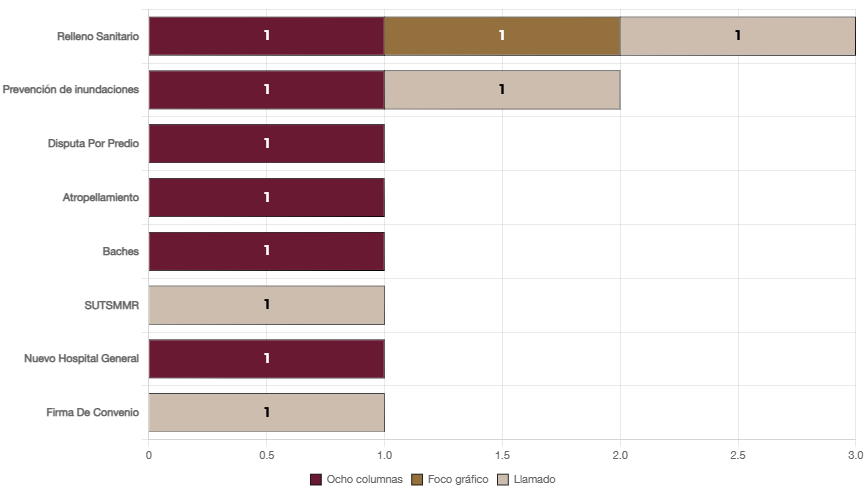 Relleno Sanitario 1 1 1
Prevención de inundaciones 1 1
Disputa Por Predio 1
Atropellamiento 1
Baches 1
SUTSMMR 1
Nuevo Hospital General 1
Firma De Convenio 1
0 0.5 1.0 1.5 2.0 2.5 3.0
Ocho columnas Foco gráfico Llamado